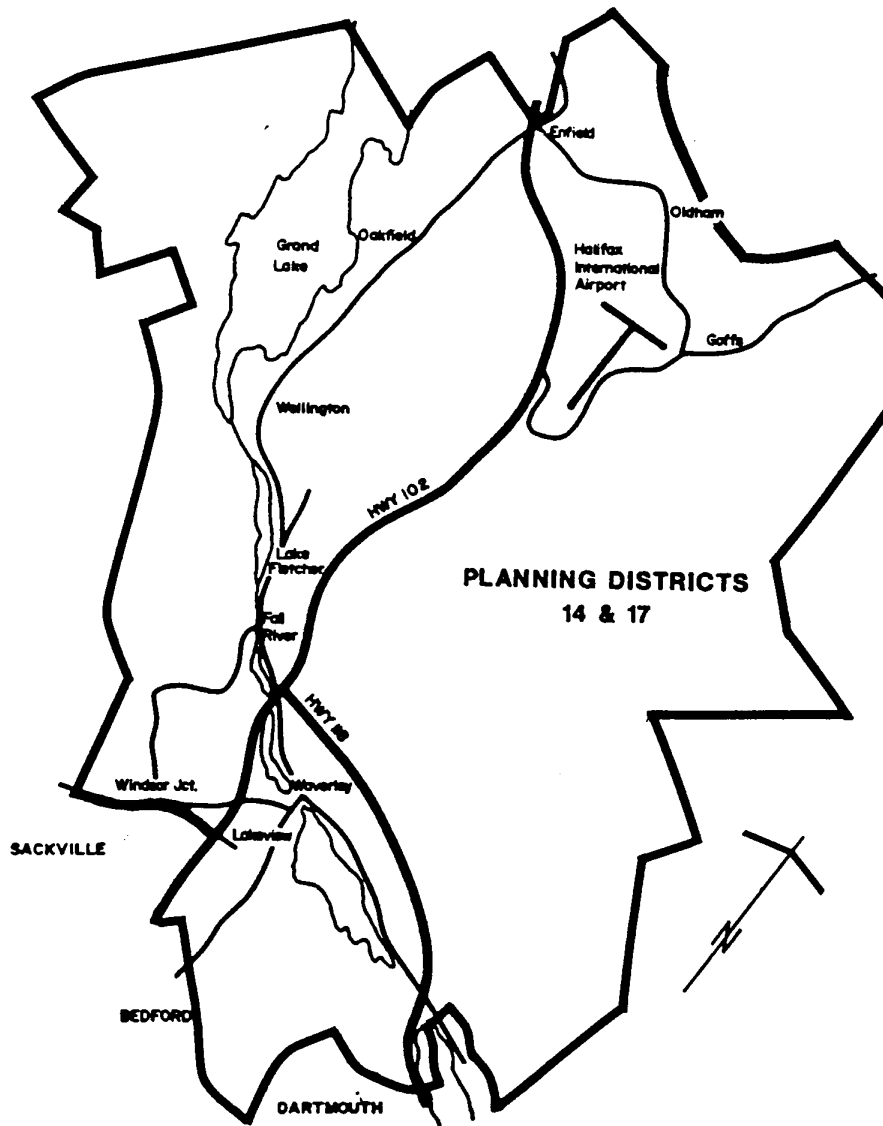 Enfield
Oldham
Oakfield
Grand
Lake
Halifax
International
Airport
Goffs
Wellington
HWY 102
Lake
Fletcher
PLANNING DISTRICTS
14 & 17
Fall
River
HWY 118
Windsor Jct.
Waverley
Lakeview
SACKVILLE
N
BEDFORD
DARTMOUTH